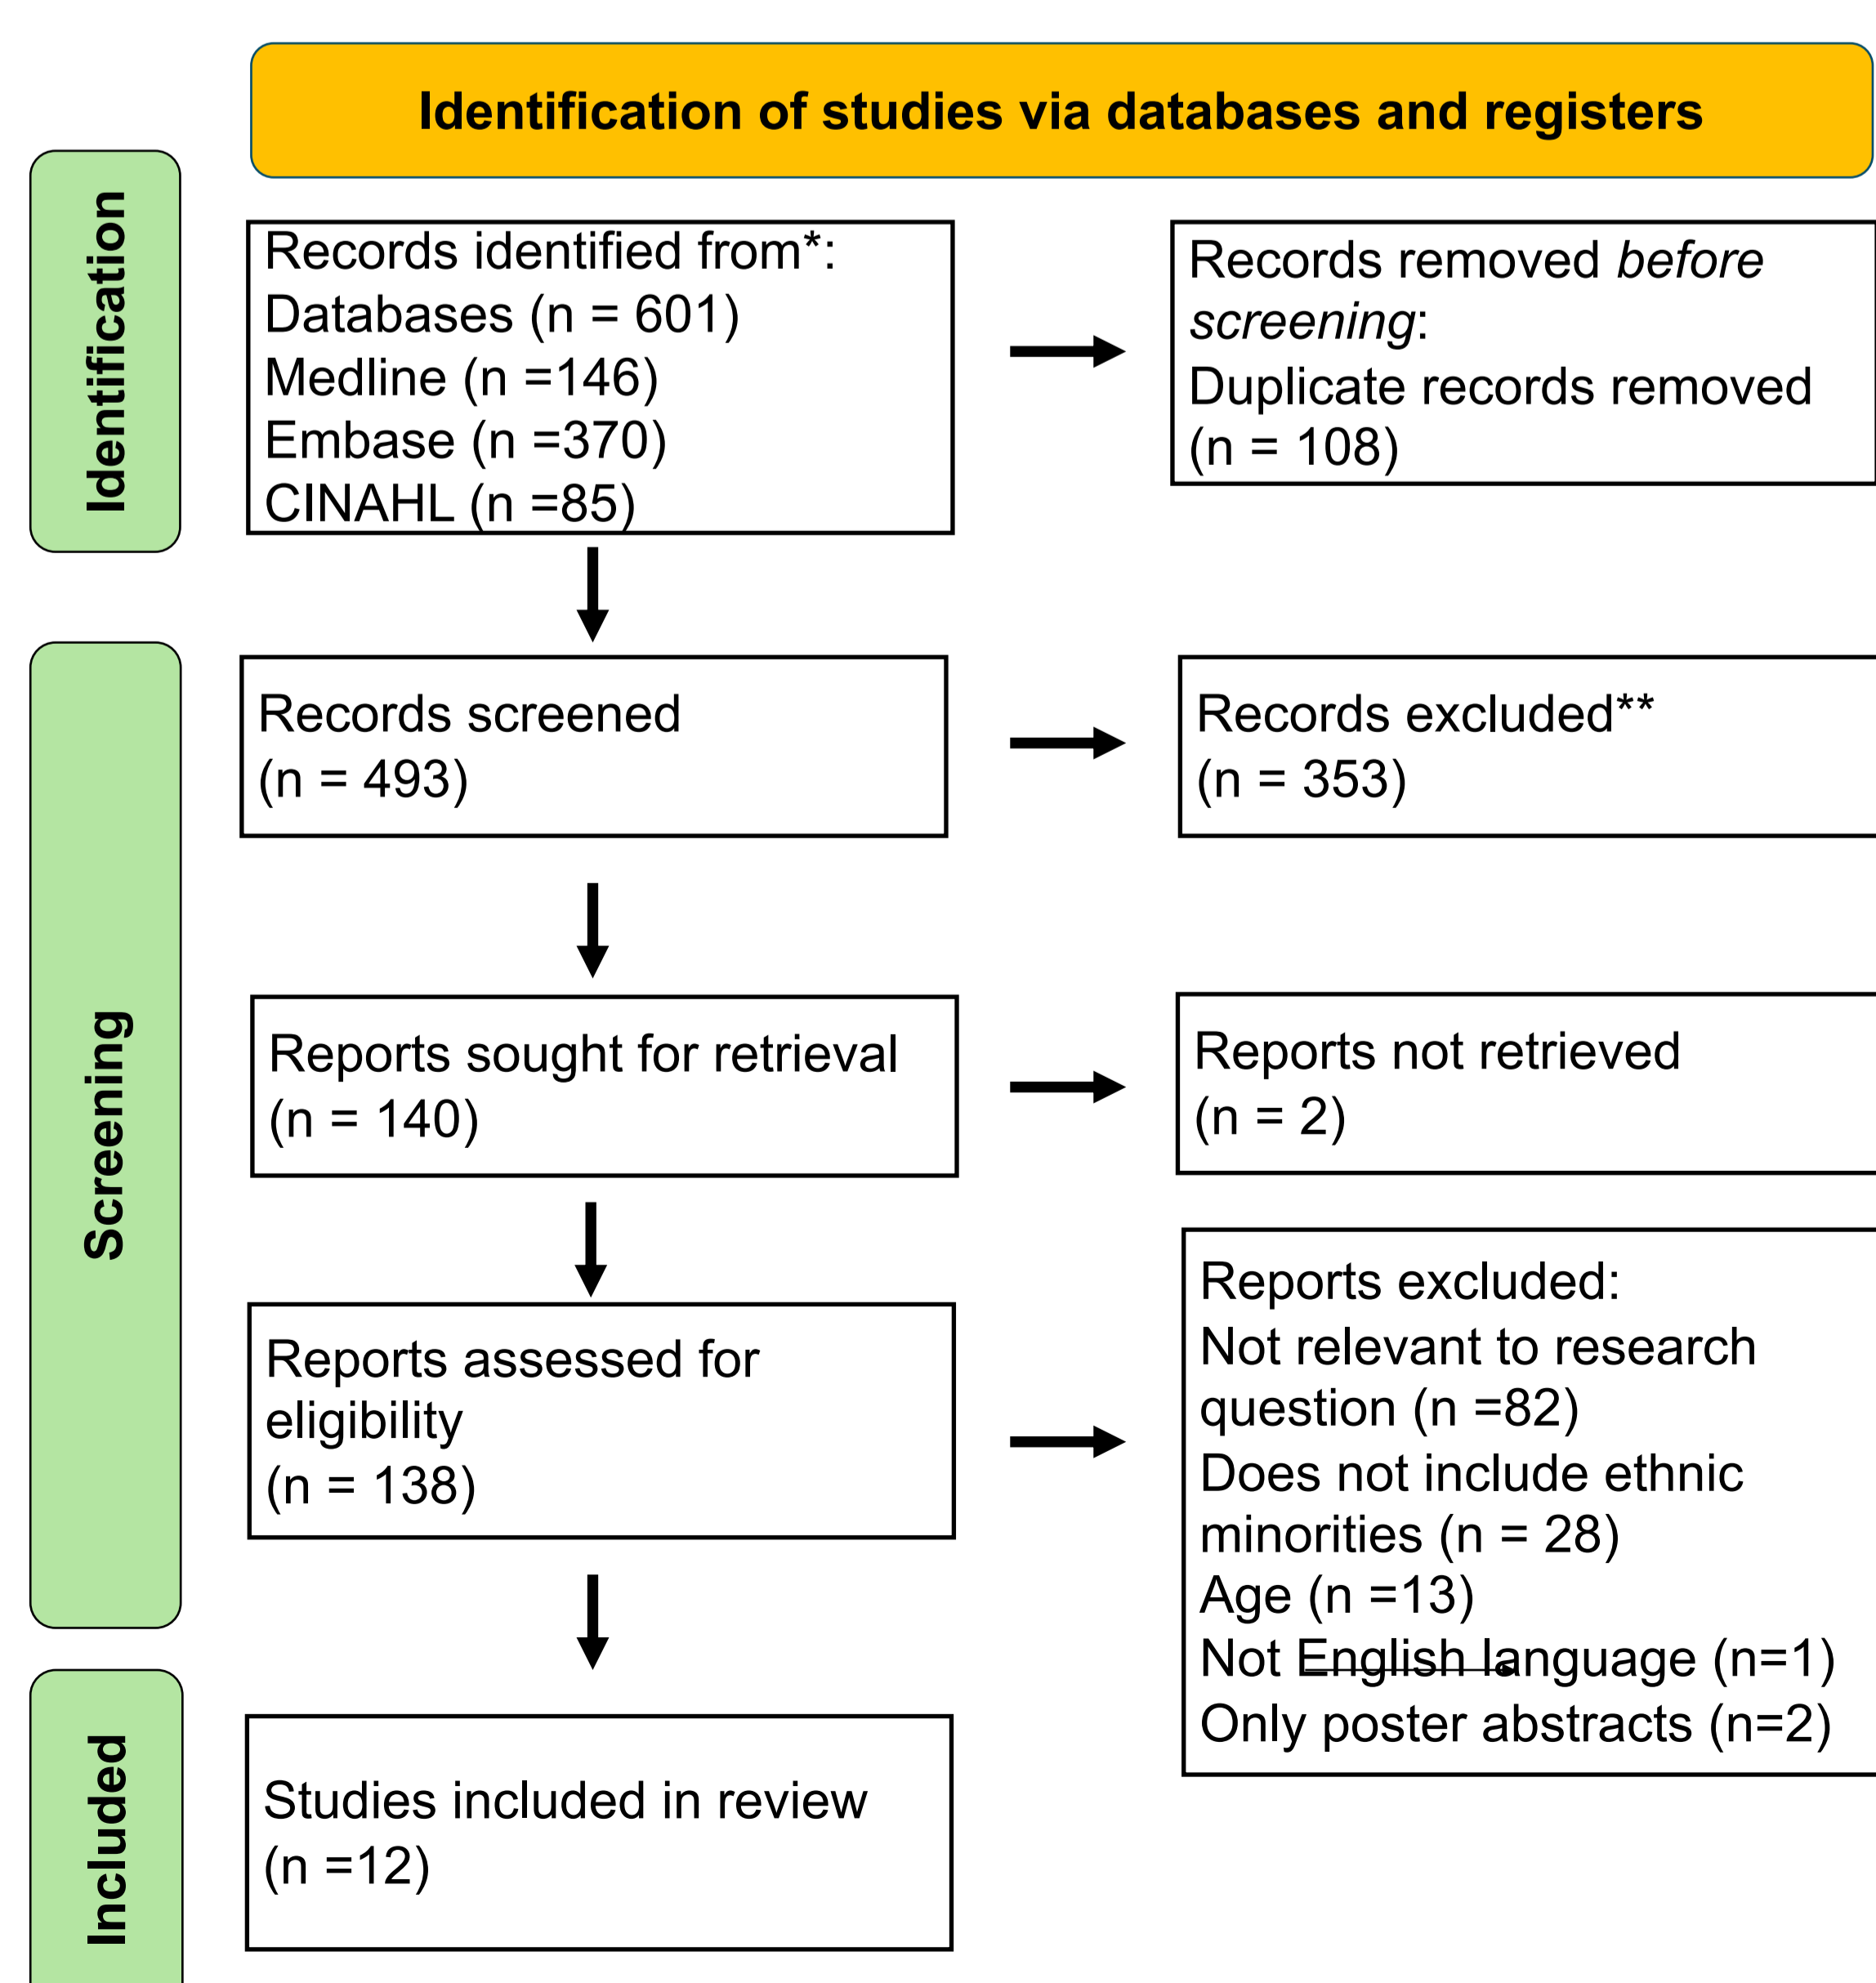 Identification of studies via databases and registers
Identification
Records identified from**:
Databases (n = 601)
Medline (n =146)
Embase (n =370)
CINAHL (n =85)
Records removed before
screening:
Duplicate records removed
(n = 108)
Screening
Records screened
(n = 493)
Records excluded**
(n = 353)
Reports sought for retrieval
(n = 140)
Reports not retrieved
(n = 2)
Reports assessed for
eligibility
(n = 138)
Reports excluded:
Not relevant to research
question (n =82)
Does not include ethnic
minorities (n = 28)
Age (n =13)
Not English language (n=1)
Only poster abstracts (n=2)
Included
Studies included in review
(n =12)